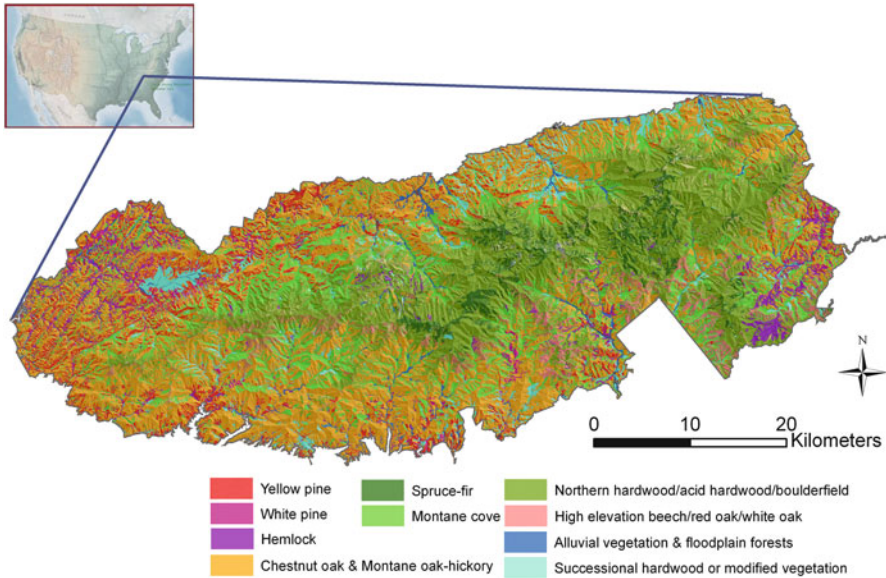 N
0 10 20
Kilometers
Yellow pine
White pine
Hemlock
Chestnut oak & Montane oak-hickory
Spruce-fir
Montane cove
Northern hardwood/acid hardwood/boulderfield
High elevation beech/red oak/white oak
Alluvial vegetation & floodplain forests
Successional hardwood or modified vegetation